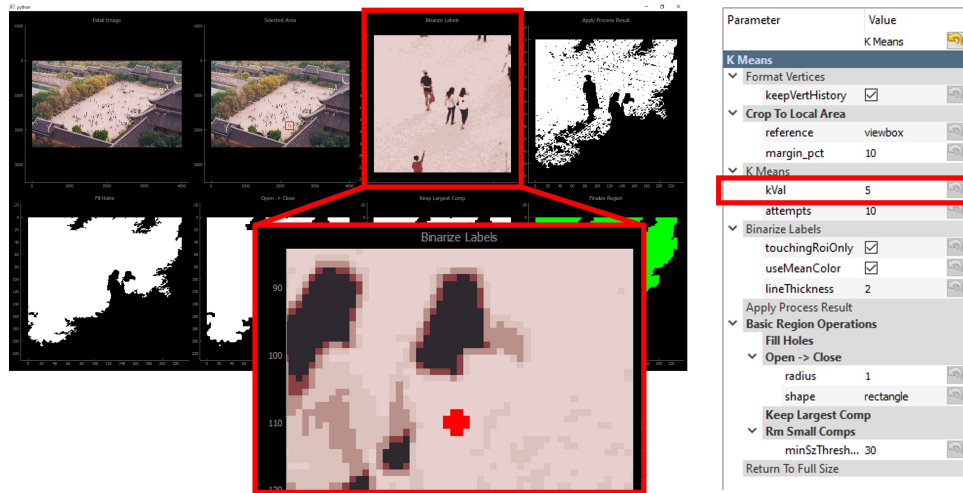 python
Initial Image
Selected Area
Binarize Labels
Apply Process Result
Fill Holes
Open -> Close
Keep Largest Comp
Finalize Region
Binarize Labels
90
100
110
120
Parameter Value
K Means
K Means
Format Vertices
keepVertHistory
Crop To Local Area
reference viewbox
margin_pct 10
K Means
kVal 5
attempts 10
Binarize Labels
touchingRoiOnly
useMeanColor
lineThickness 2
Apply Process Result
Basic Region Operations
Fill Holes
Open -> Close
radius 1
shape rectangle
Keep Largest Comp
Rm Small Comps
minSzThresh... 30
Return To Full Size